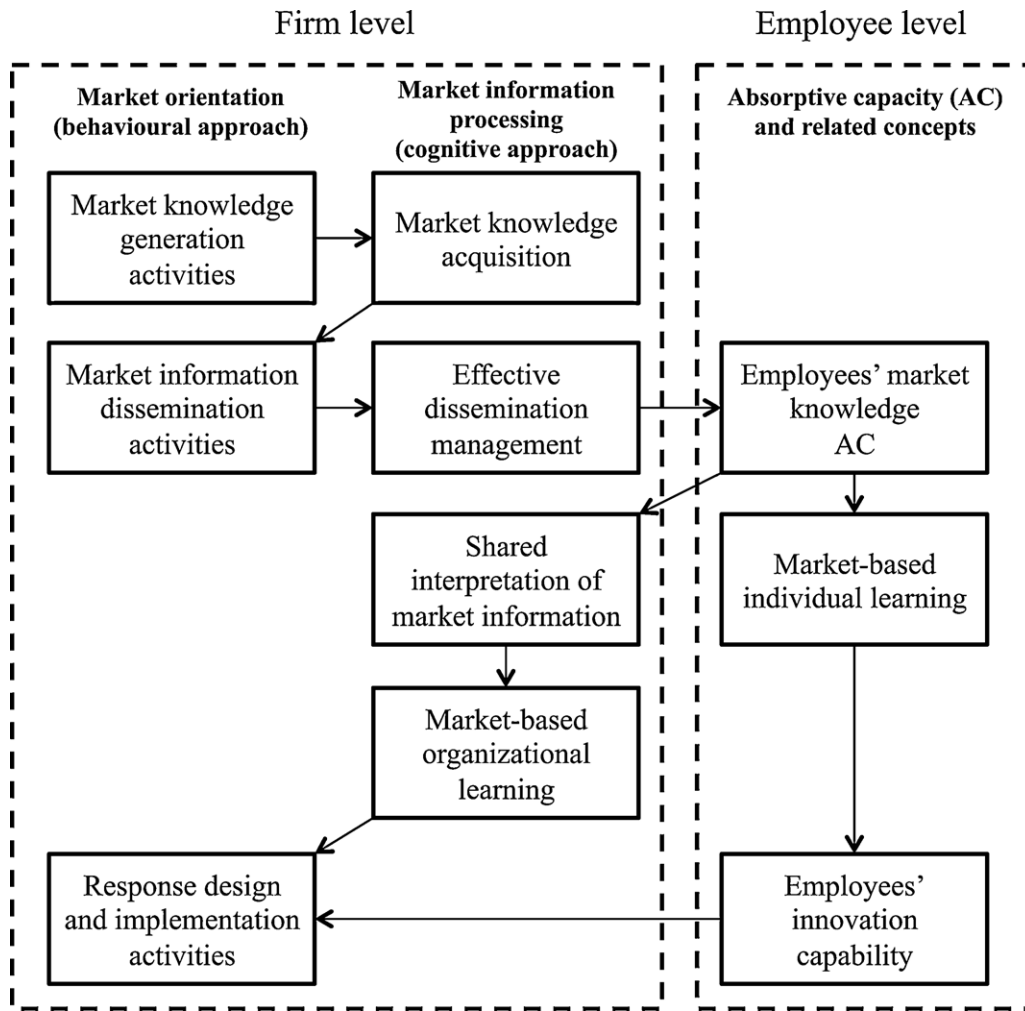 Firm level
Employee level
Market orientation
(behavioural approach)
Market information
processing
(cognitive approach)
Absorptive capacity (AC)
and related concepts
Market knowledge
generation
activities
Market knowledge
acquisition
Market information
dissemination
activities
Effective
dissemination
management
Employees’ market
knowledge
AC
Shared
interpretation of
market information
Market-based
individual learning
Market-based
organizational
learning
Response design
and implementation
activities
Employees’
innovation
capability